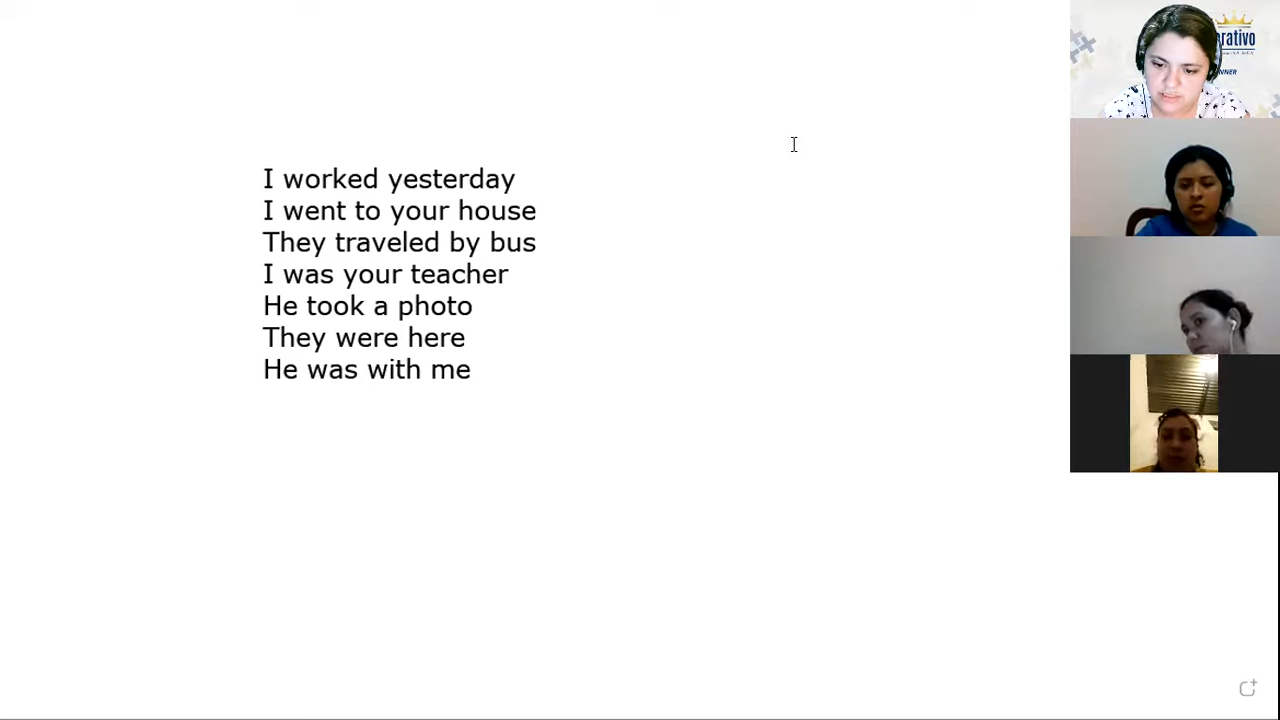 I worked yesterday
I went to your house
They traveled by bus
I was your teacher
He took a photo
They were here
He was with me